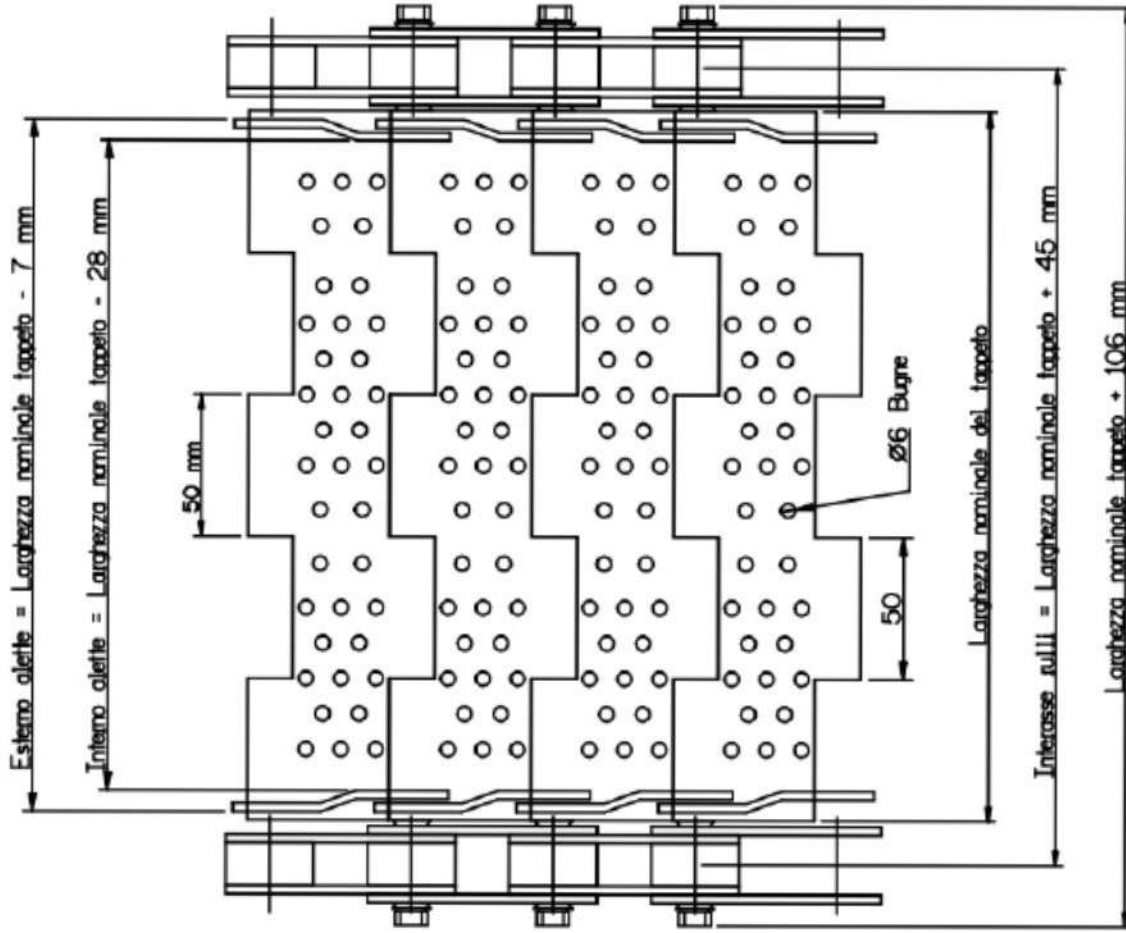 Esterno alette = Larghezza nominale tappeto - 7 mm
Interno alette = Larghezza nominale tappeto - 28 mm
50 mm
Ø6 Bugne
50
Larghezza nominale del tappeto
Interasse rulli = Larghezza nominale tappeto + 45 mm
Larghezza nominale tappeto + 106 mm